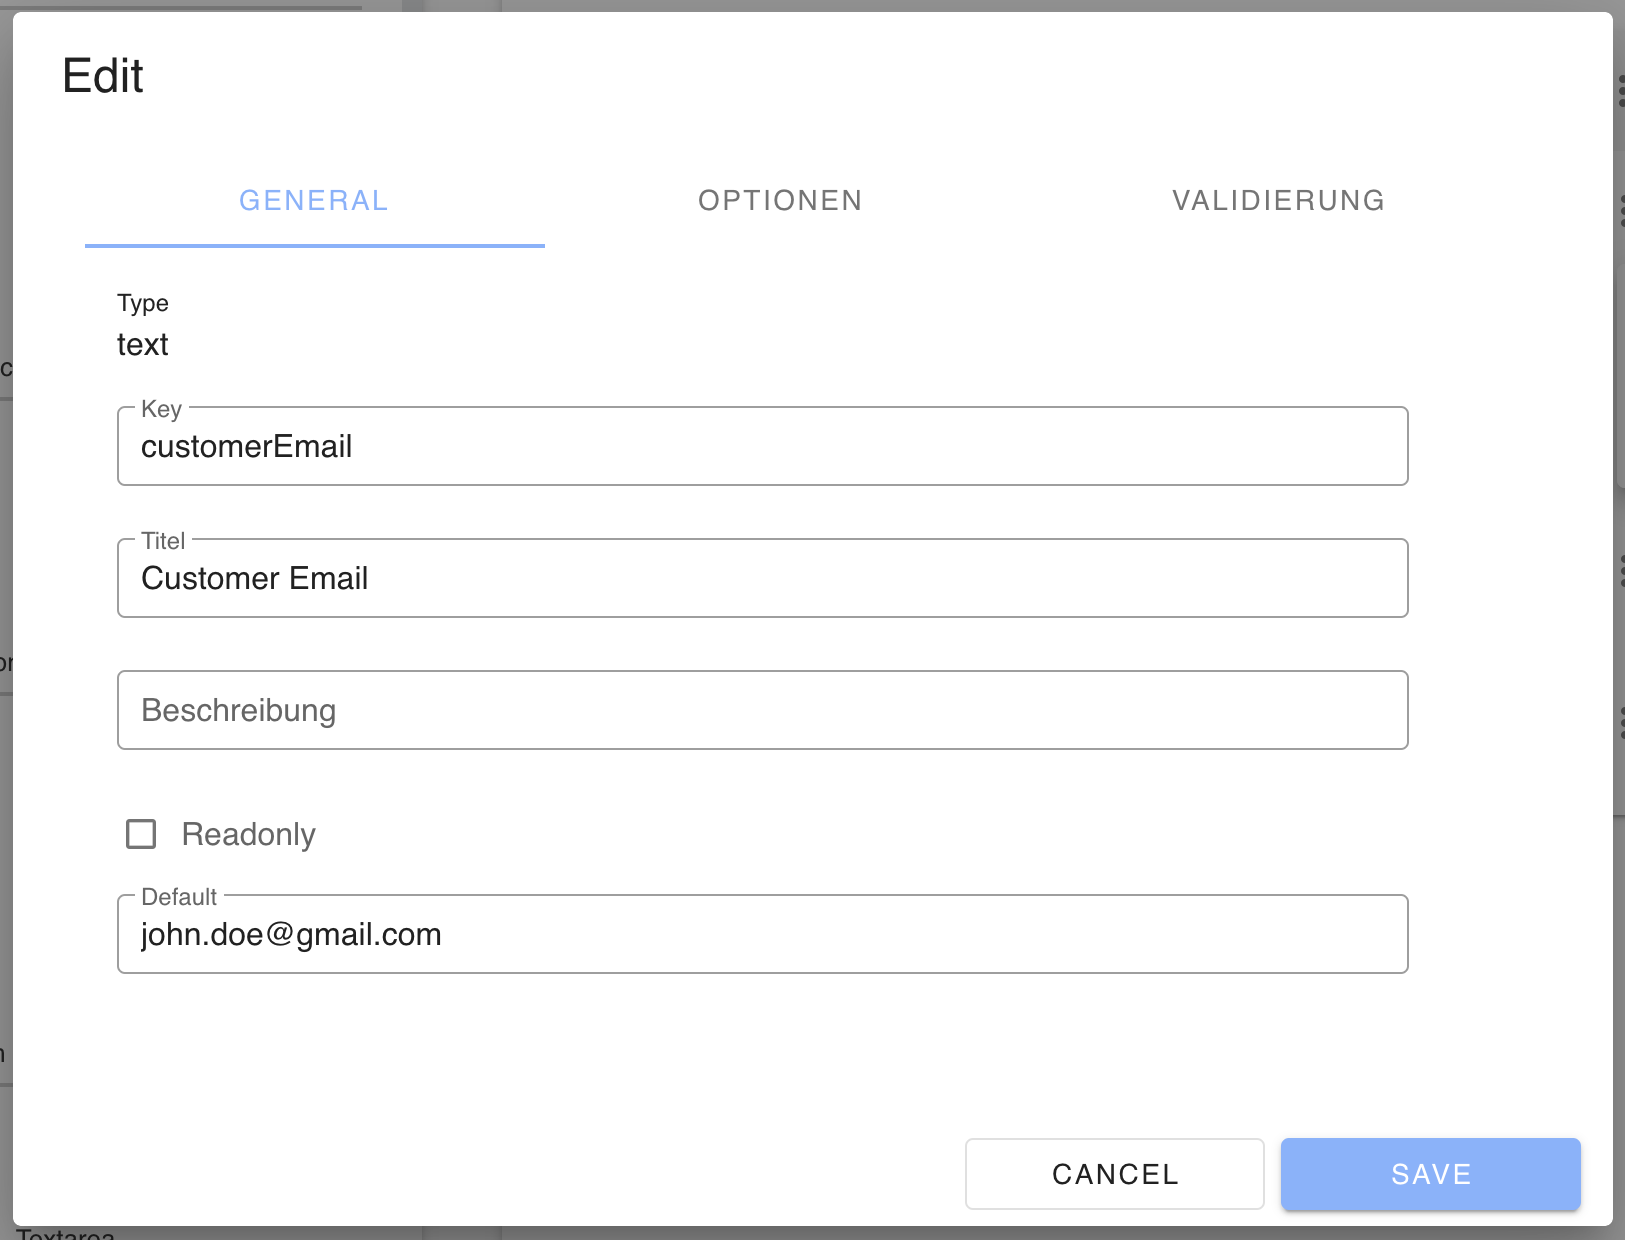 Edit
GENERAL OPTIONEN VALIDIERUNG
Type
text
Key
customerEmail
Titel
Customer Email
Beschreibung
Readonly
Default
john.doe@gmail.com
CANCEL SAVE